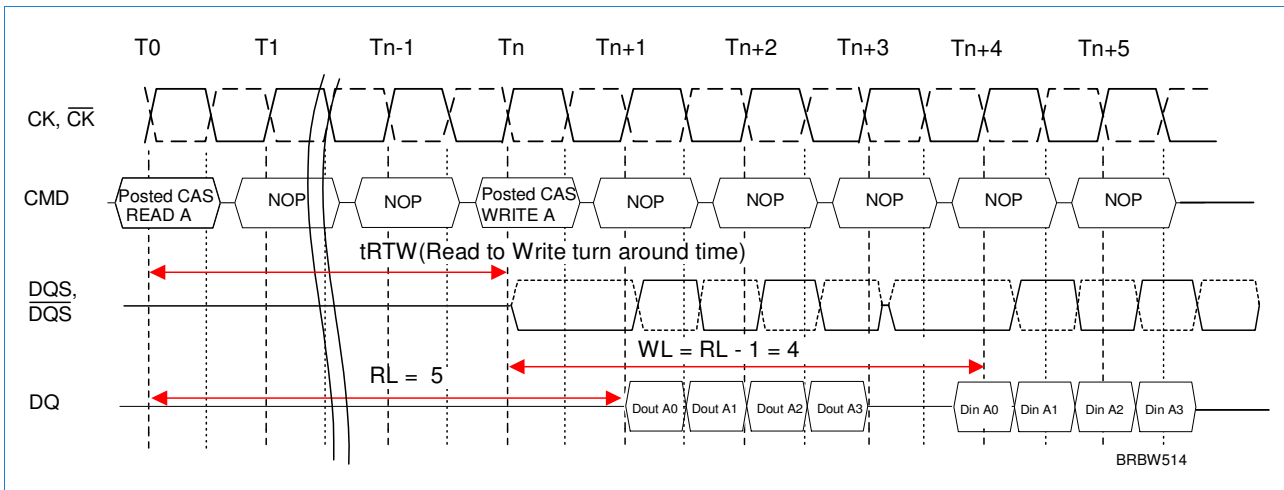 T0 T1 Tn-1 Tn Tn+1 Tn+2 Tn+3 Tn+4 Tn+5
CK, CK
CMD
Posted CAS
READ A
NOP
NOP
Posted CAS
WRITE A
NOP
NOP
NOP
NOP
NOP
tRTW(Read to Write turn around time)
DQS,
DQS
WL = RL - 1 = 4
RL = 5
DQ
Dout A0 Dout A1 Dout A2 Dout A3 Din A0 Din A1 Din A2 Din A3
BRBW514